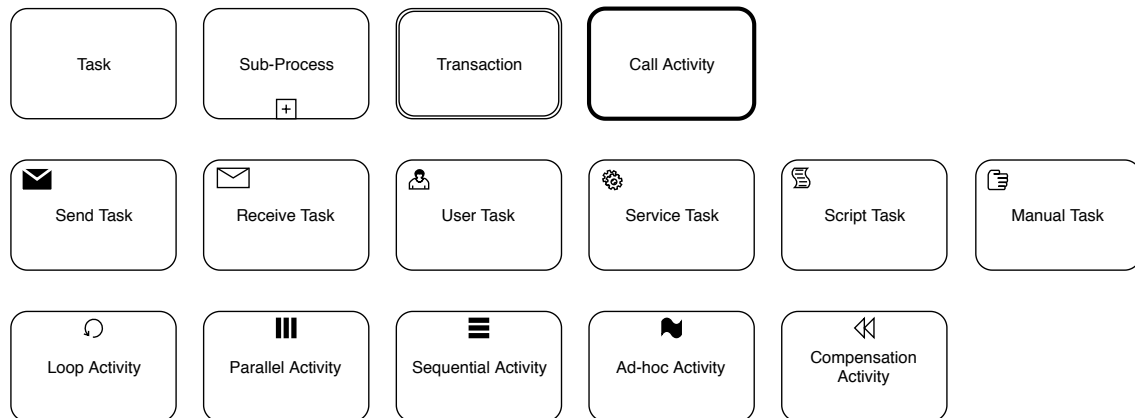 Task
Sub-Process
Transaction
Call Activity
Send Task
Receive Task
User Task
Service Task
Script Task
Manual Task
Loop Activity
Parallel Activity
Sequential Activity
Ad-hoc Activity
Compensation
Activity